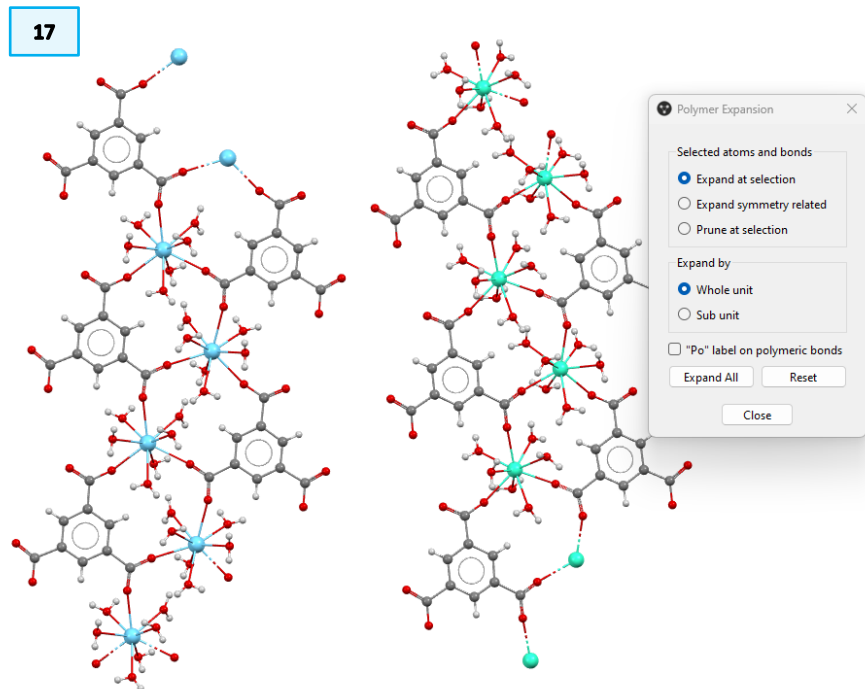 17
Polymer Expansion
Selected atoms and bonds
Expand at selection
Expand symmetry related
Prune at selection
Expand by
Whole unit
Sub unit
"Po" label on polymeric bonds
Expand All
Reset
Close